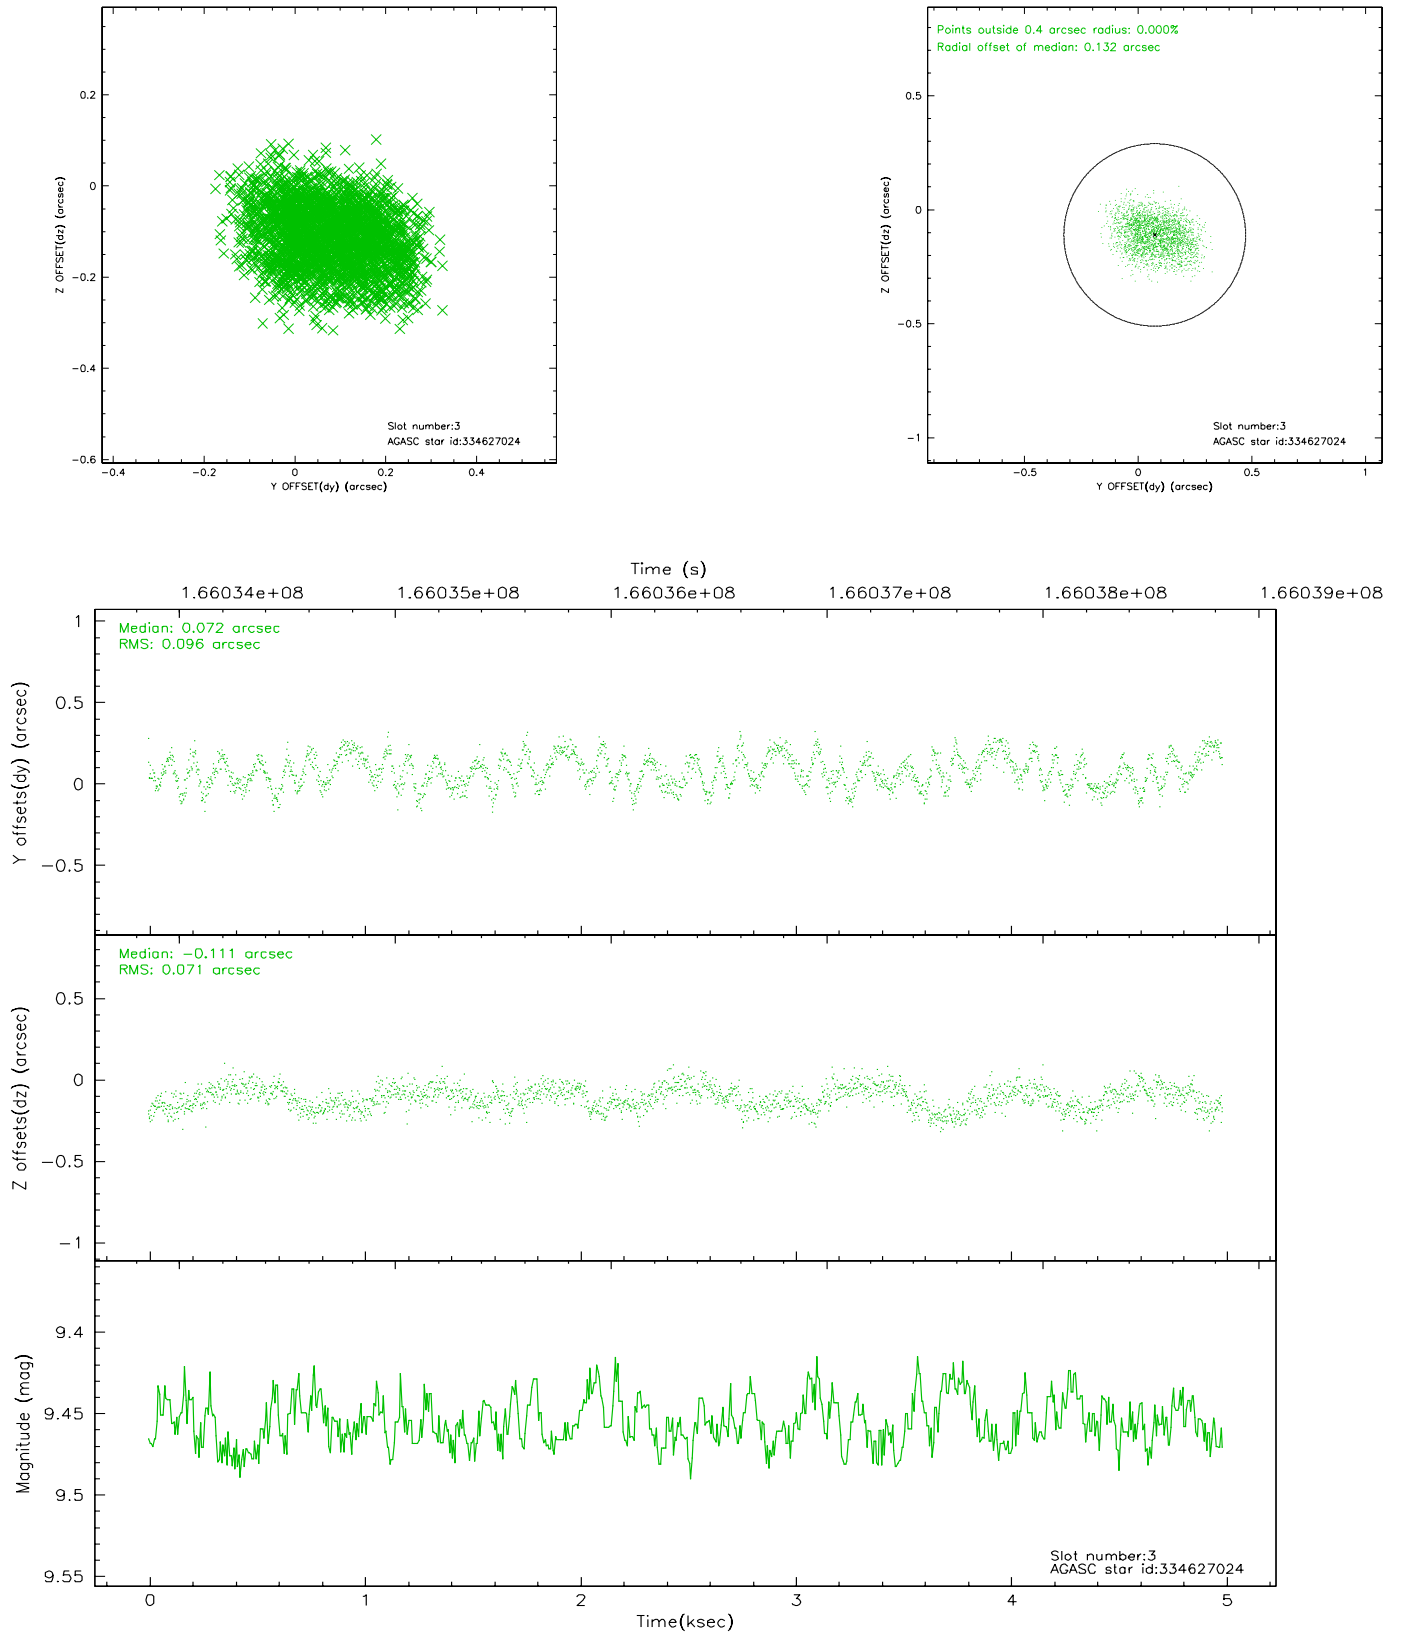 0.2
0
−0.2
−0.4
−0.6
−0.4
−0.2
0
0.2
0.4
Z OFFSET(dz) (arcsec)
Y OFFSET(dy) (arcsec)
Slot number:3
AGASC star id:334627024
Points outside 0.4 arcsec radius: 0.000%
Radial offset of median: 0.132 arcsec
0.5
0
−0.5
−1
−0.5
0
0.5
1
Z OFFSET(dz) (arcsec)
Y OFFSET(dy) (arcsec)
Slot number:3
AGASC star id:334627024
Time (s)
1.66034e+08
1.66035e+08
1.66036e+08
1.66037e+08
1.66038e+08
1.66039e+08
Median: 0.072 arcsec
RMS: 0.096 arcsec
1
0.5
0
−0.5
Y offsets(dy) (arcsec)
Median: −0.111 arcsec
RMS: 0.071 arcsec
0.5
0
−0.5
−1
Z offsets(dz) (arcsec)
9.4
9.45
9.5
9.55
Magnitude (mag)
Slot number:3
AGASC star id:334627024
0
1
2
3
4
5
Time(ksec)